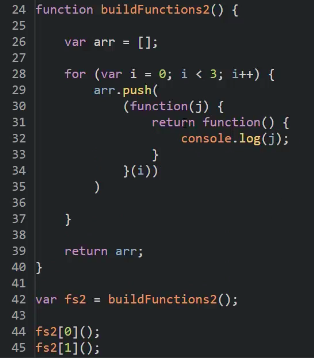 24 function buildFunctions2() {
25
26     var arr = [];
27
28     for (var i = 0; i < 3; i++) {
29         arr.push(
30             (function(j) {
31                 return function() {
32                     console.log(j);
33                 }
34             }(i))
35         )
36
37     }
38
39     return arr;
40 }
41
42 var fs2 = buildFunctions2();
43
44 fs2[0]();
45 fs2[1]();